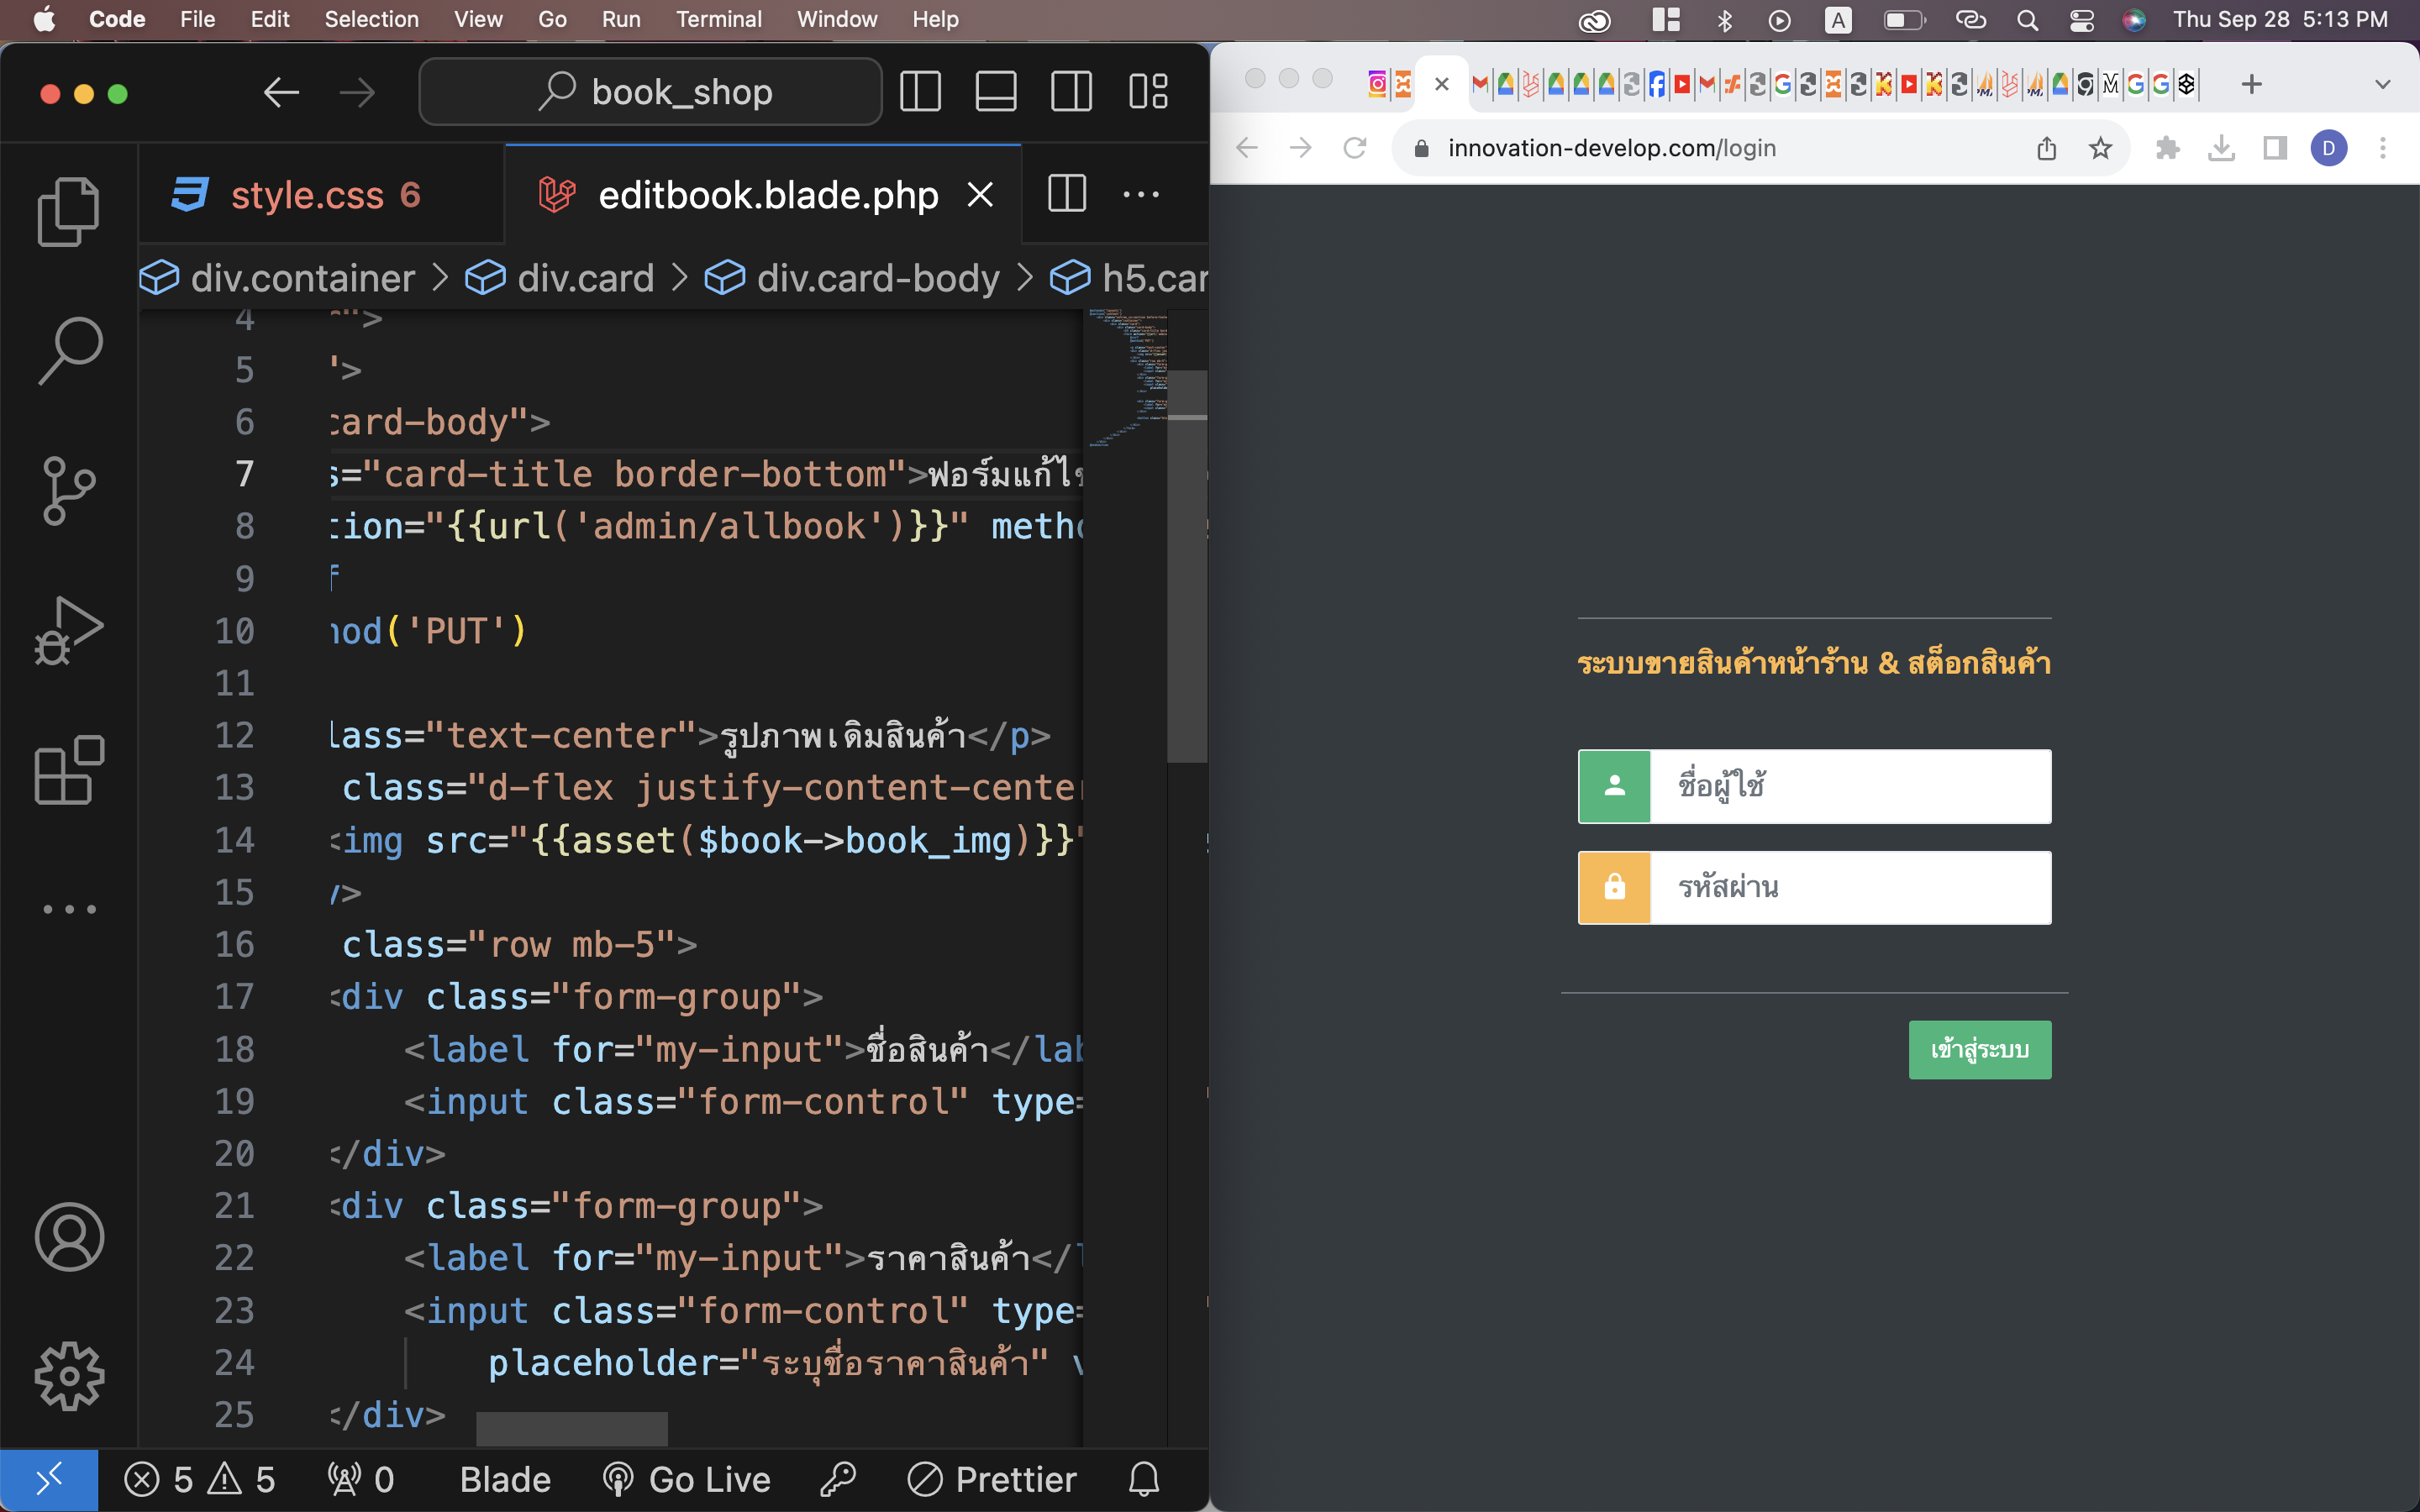 Code File Edit Selection View Go Run Terminal Window Help
A Thu Sep 28 5:13 PM
book_shop
style.css 6
editbook.blade.php
div.container > div.card > div.card-body > h5.car
4 ">
5 ">
6 card-body">
7 s="card-title border-bottom">ฟอร์มแก้ไข
8 tion="{{url('admin/allbook')}}" metho
9 f
10 hod('PUT')
11
12 lass="text-center">รูปภาพเดิมสินค้า</p>
13 class="d-flex justify-content-center
14 <img src="{{asset($book->book_img)}}"
15 />
16 class="row mb-5">
17 <div class="form-group">
18 <label for="my-input">ชื่อสินค้า</lab
19 <input class="form-control" type=
20 </div>
21 <div class="form-group">
22 <label for="my-input">ราคาสินค้า</l
23 <input class="form-control" type=
24 placeholder="ระบุชื่อราคาสินค้า" v
25 </div>
5 5 0 Blade Go Live Prettier
innovation-develop.com/login
D
ระบบขายสินค้าหน้าร้าน & สต็อกสินค้า
ชื่อผู้ใช้
รหัสผ่าน
เข้าสู่ระบบ